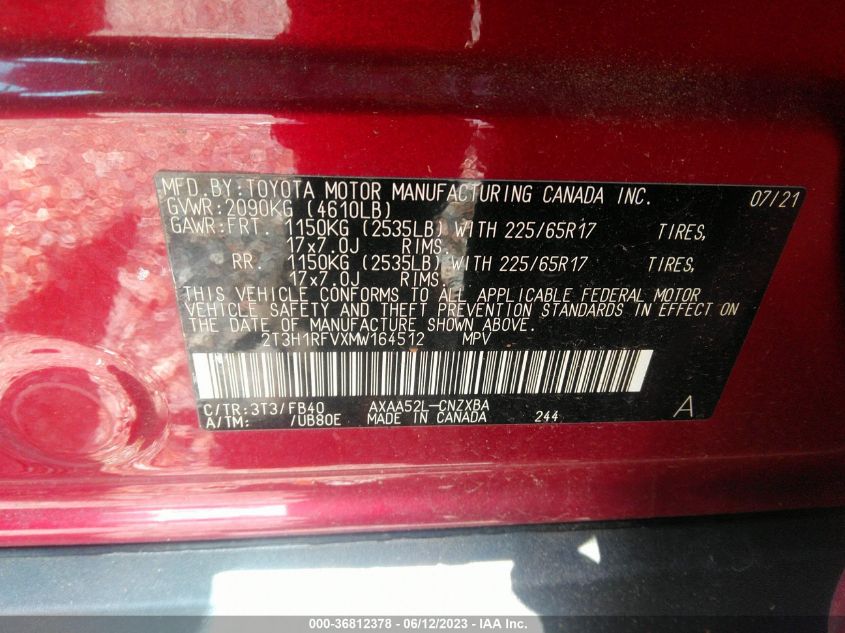 MFD. BY: TOYOTA MOTOR MANUFACTURING CANADA INC. 07/21
GVWR: 2090KG (4610LB)
GAWR: FRT. 1150KG (2535LB) WITH 225/65R17 TIRES,
17x7.0J RIMS,
RR. 1150KG (2535LB) WITH 225/65R17 TIRES,
17x7.0J RIMS.
THIS VEHICLE CONFORMS TO ALL APPLICABLE FEDERAL MOTOR
VEHICLE SAFETY AND THEFT PREVENTION STANDARDS IN EFFECT ON
THE DATE OF MANUFACTURE SHOWN ABOVE.
2T3H1RFVXMW164512 MPV
C/TR: 3T3/FB40 AXAA52L-CNZXBA A
A/TM: /UB80E MADE IN CANADA 244
000-36812378 - 06/12/2023 - IAA Inc.